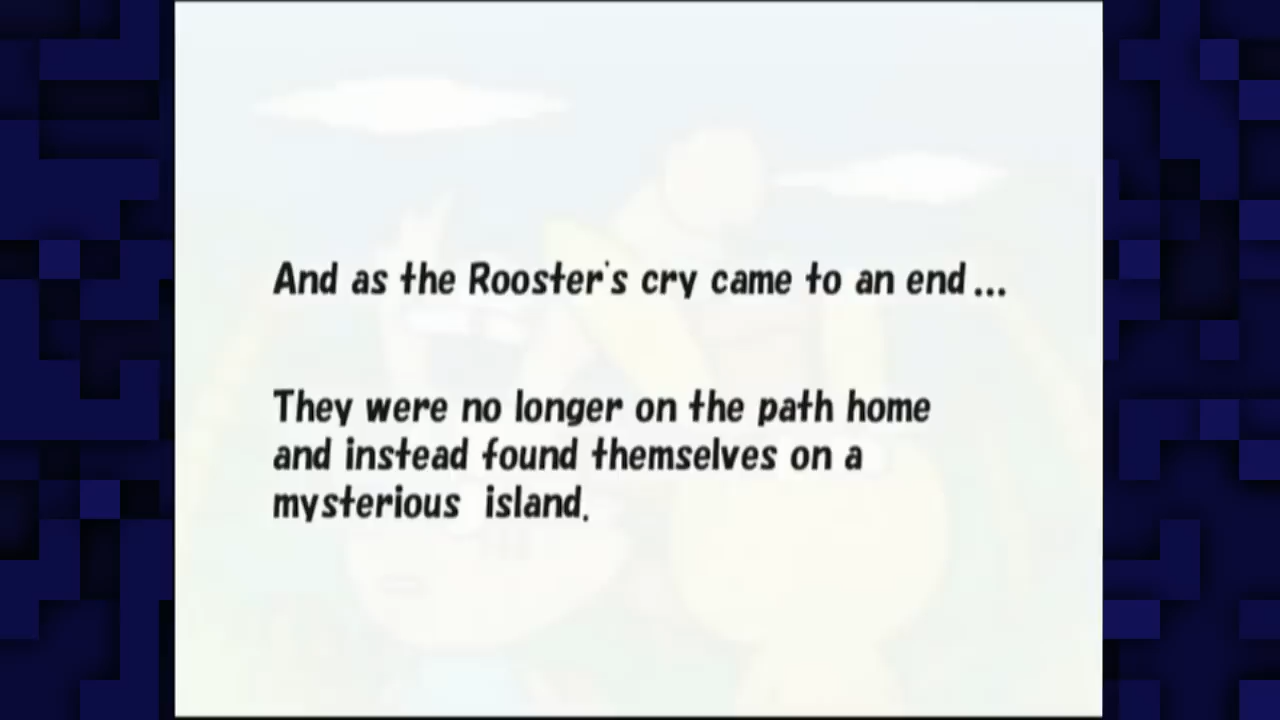 And as the Rooster's cry came to an end...
They were no longer on the path home
and instead found themselves on a
mysterious island.